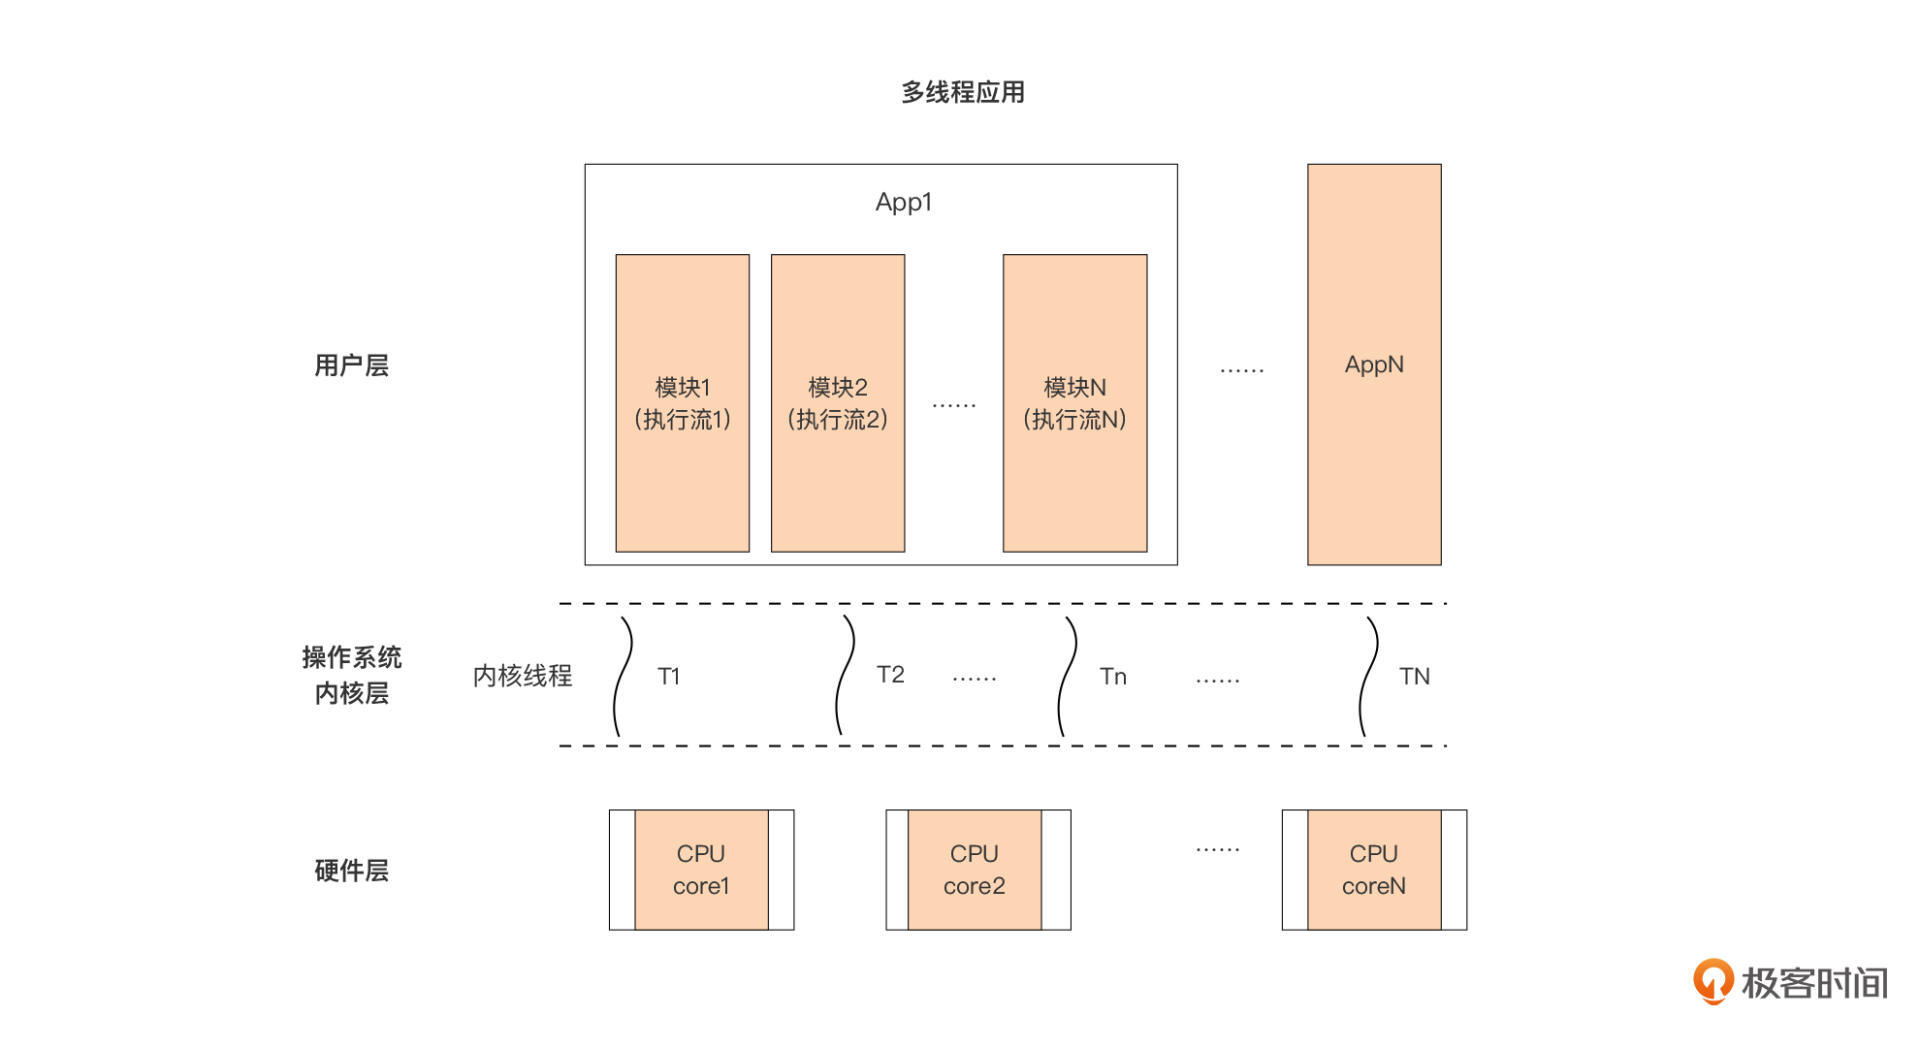 多线程应用
App1
模块1
(执行流1)
模块2
(执行流2)
……
模块N
(执行流N)
……
AppN
用户层
操作系统
内核层
内核线程
T1
T2
……
Tn
……
TN
硬件层
CPU
core1
CPU
core2
……
CPU
coreN
极客时间